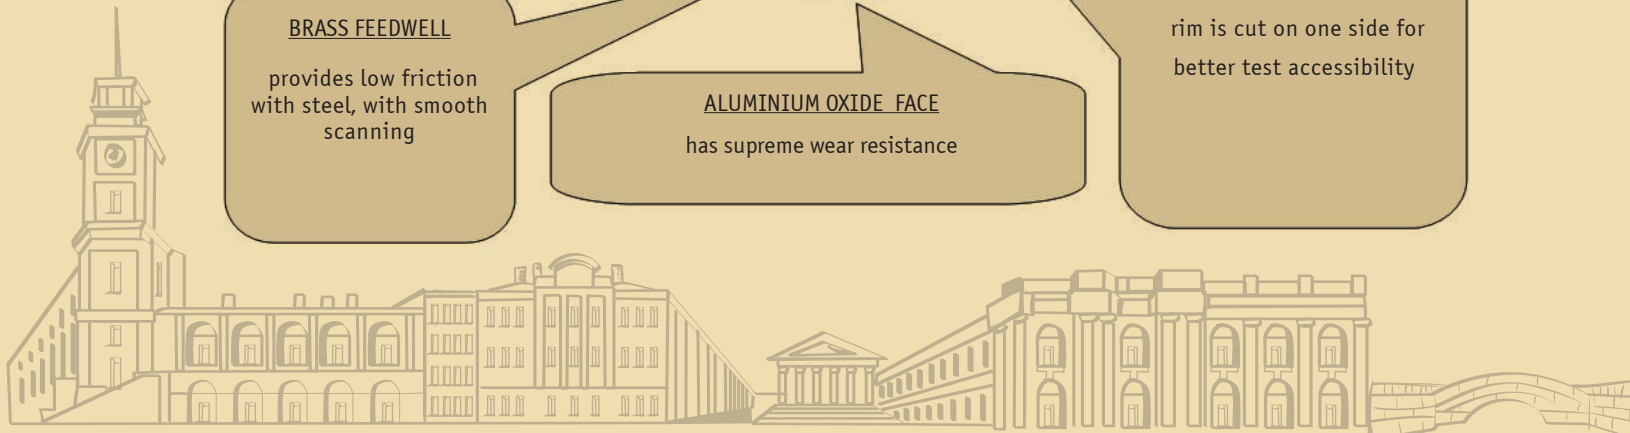 BRASS FEEDWELL
provides low friction
with steel, with smooth
scanning
ALUMINIUM OXIDE  FACE
has supreme wear resistance
rim is cut on one side for
better test accessibility